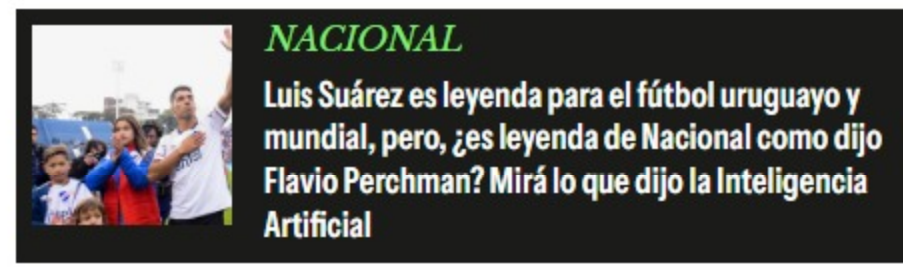 NACIONAL
Luis Suárez es leyenda para el fútbol uruguayo y
mundial, pero, ¿es leyenda de Nacional como dijo
Flavio Perchman? Mirá lo que dijo la Inteligencia
Artificial